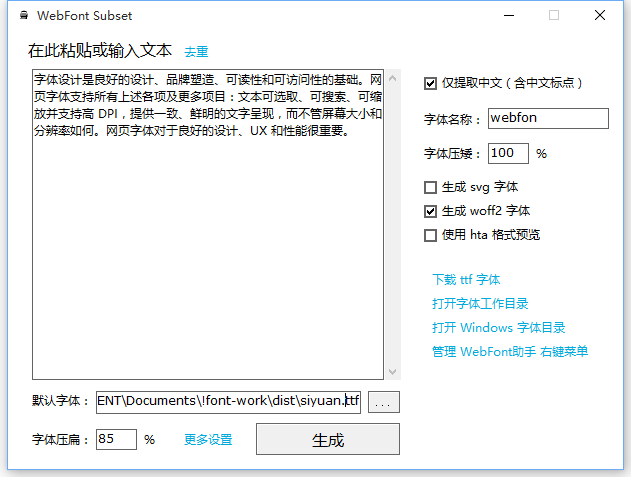 WebFont Subset
在此粘贴或输入文本 去重
字体设计是良好的设计、品牌塑造、可读性和可访问性的基础。网
页字体支持所有上述各项及更多项目：文本可选取、可搜索、可缩
放并支持高 DPI，提供一致、鲜明的文字呈现，而不管屏幕大小和
分辨率如何。网页字体对于良好的设计、UX 和性能很重要。
仅提取中文（含中文标点）
字体名称： webfon
字体压矮： 100 %
生成 svg 字体
生成 woff2 字体
使用 hta 格式预览
下载 ttf 字体
打开字体工作目录
打开 Windows 字体目录
管理 WebFont助手 右键菜单
默认字体： ENT\Documents\!font-work\dist\siyuan.ttf ...
字体压扁： 85 % 更多设置 生成